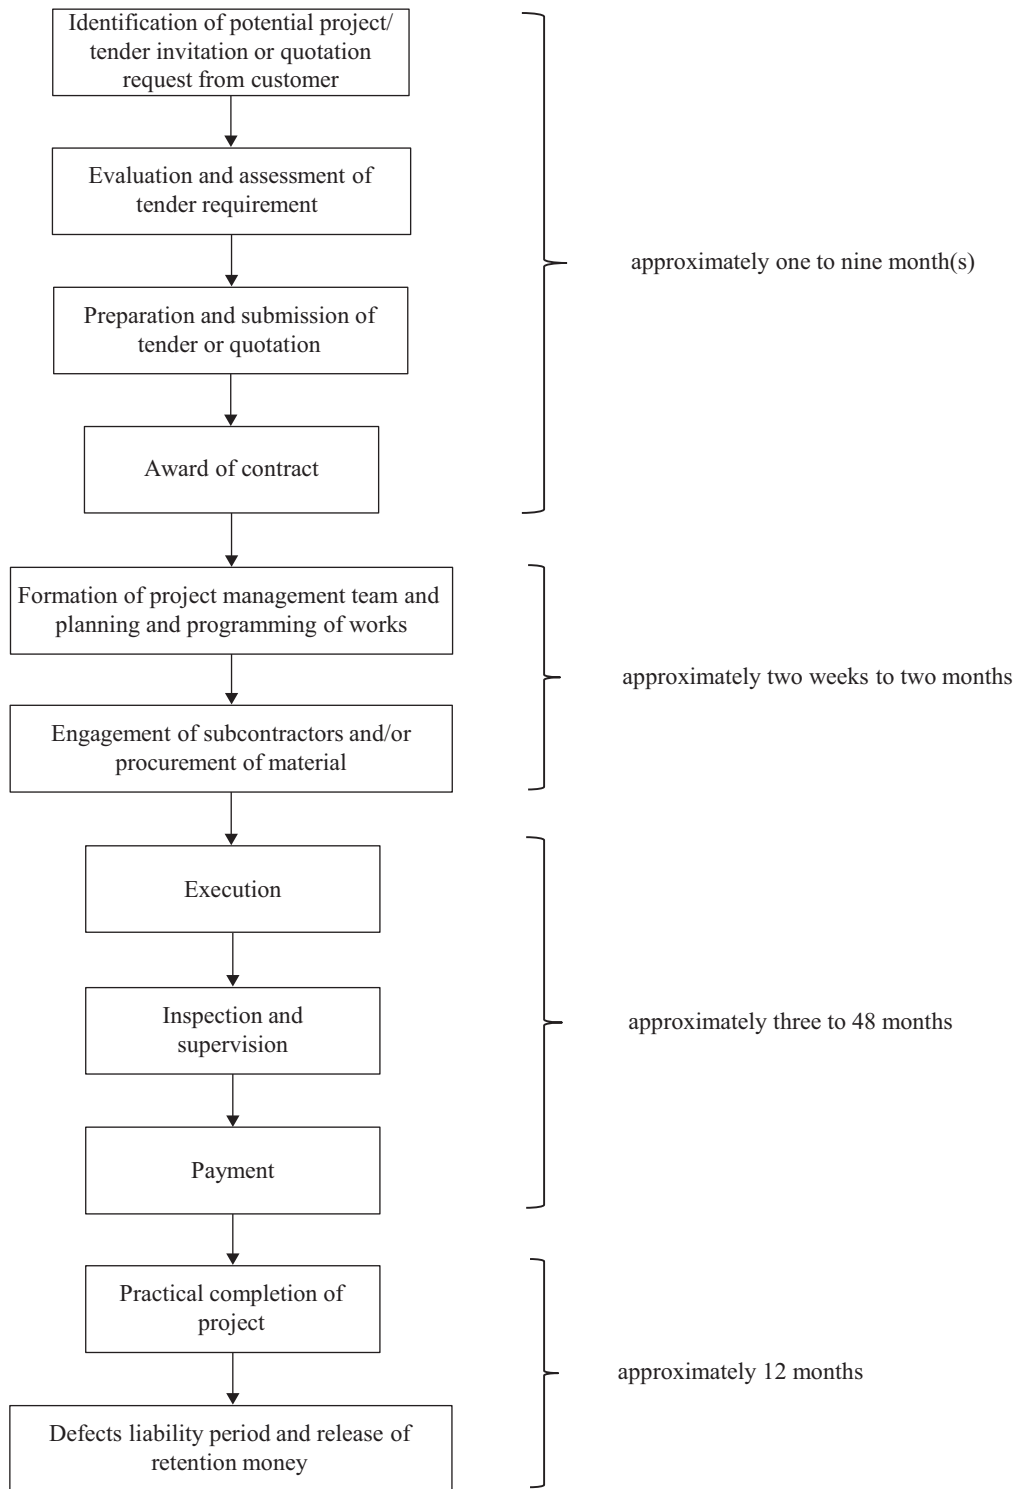 Identification of potential project/
tender invitation or quotation
request from customer
Evaluation and assessment of
tender requirement
approximately one to nine month(s)
Preparation and submission of
tender or quotation
Award of contract
Formation of project management team and
planning and programming of works
approximately two weeks to two months
Engagement of subcontractors and/or
procurement of material
Execution
Inspection and
supervision
approximately three to 48 months
Payment
Practical completion of
project
approximately 12 months
Defects liability period and release of
retention money